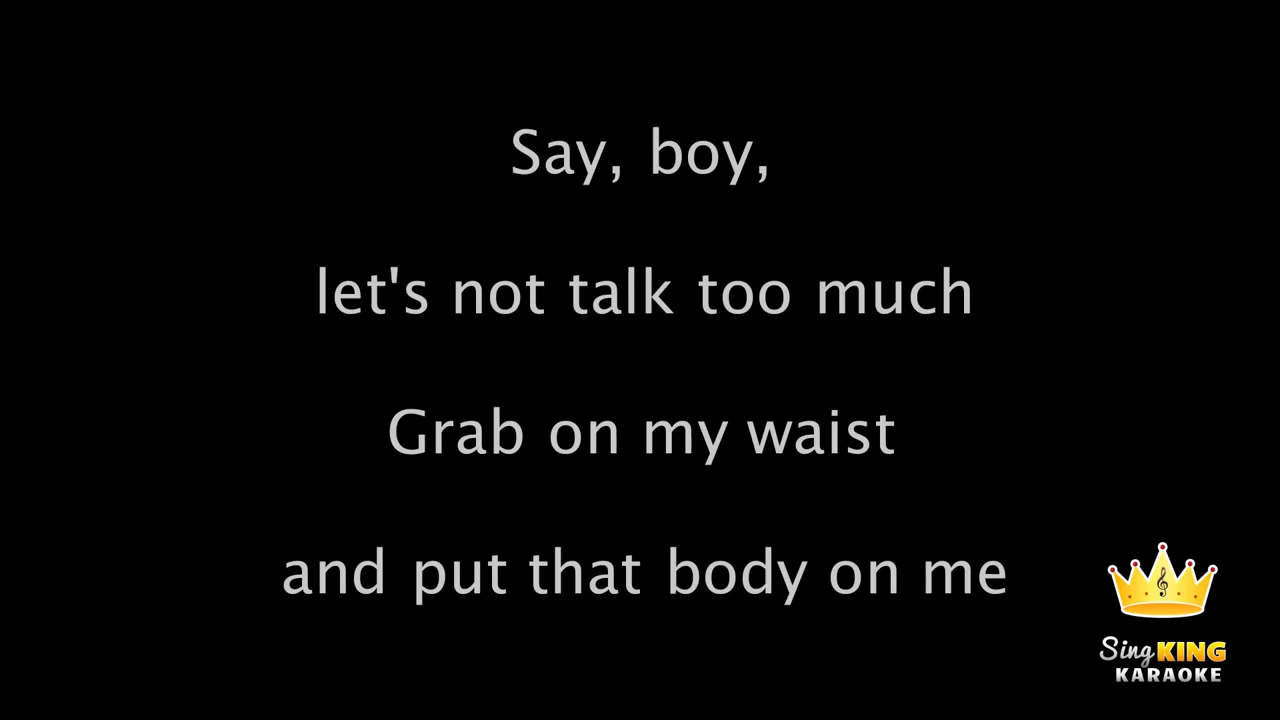 Say, boy,
let's not talk too much
Grab on my waist
and put that body on me
Sing KING
KARAOKE